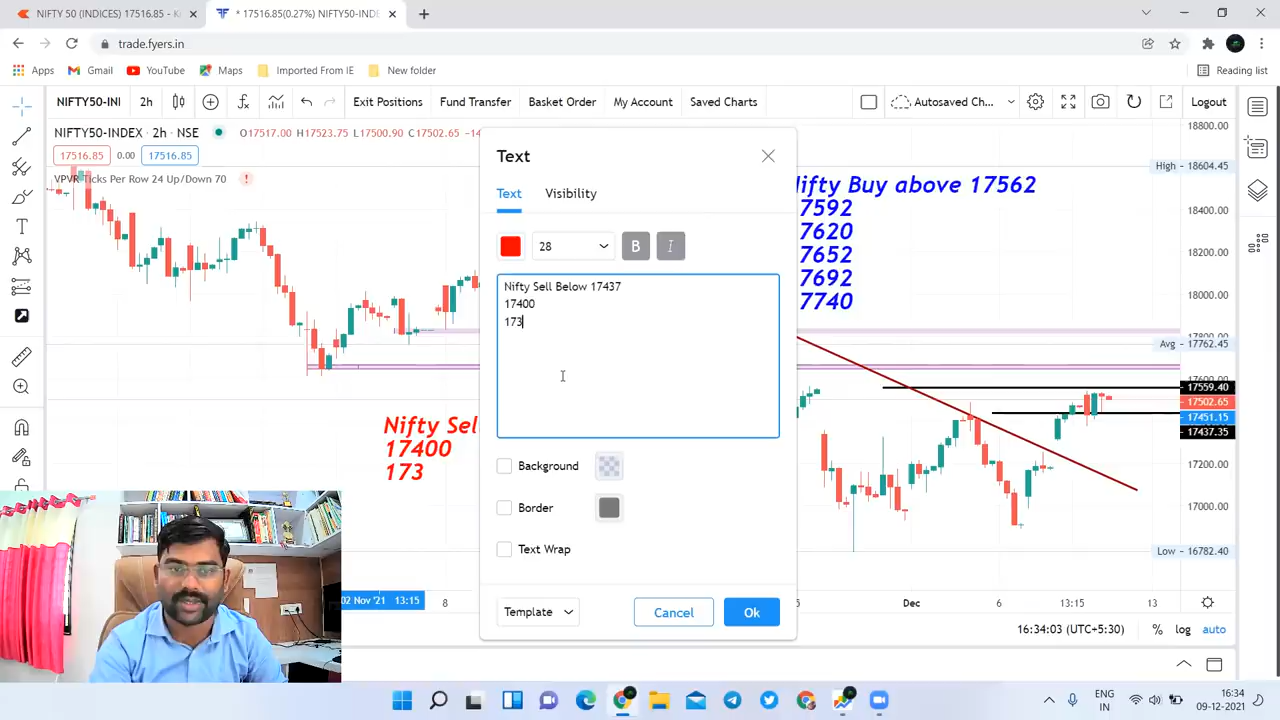 NIFTY 50 (INDICES) 17516.85 - K
* 17516.85(0.27%) NIFTY50-INDE
trade.fyers.in
Apps
Gmail
YouTube
Maps
Imported From IE
New folder
Reading list
NIFTY50-INI
2h
Exit Positions
Fund Transfer
Basket Order
My Account
Saved Charts
Autosaved Ch...
Logout
NIFTY50-INDEX · 2h · NSE
O17517.00 H17523.75 L17500.90 C17502.65 -14
17516.85 0.00 17516.85
VPVR Ticks Per Row 24 Up/Down 70
Text
Text
Visibility
28
B
I
Nifty Sell Below 17437
17400
173
Background
Border
Text Wrap
Template
Cancel
Ok
ifty Buy above 17562
7592
7620
7652
7692
7740
Nifty Sel
17400
173
18800.00
High - 18604.45
18400.00
18200.00
18000.00
17800.00
Avg - 17762.45
17600.00
17559.40
17502.65
17451.15
17437.35
17200.00
17000.00
Low - 16782.40
02 Nov '21 13:15
8
Dec
6
13:15
13
16:34:03 (UTC+5:30)
%
log
auto
ENG
IN
16:34
09-12-2021